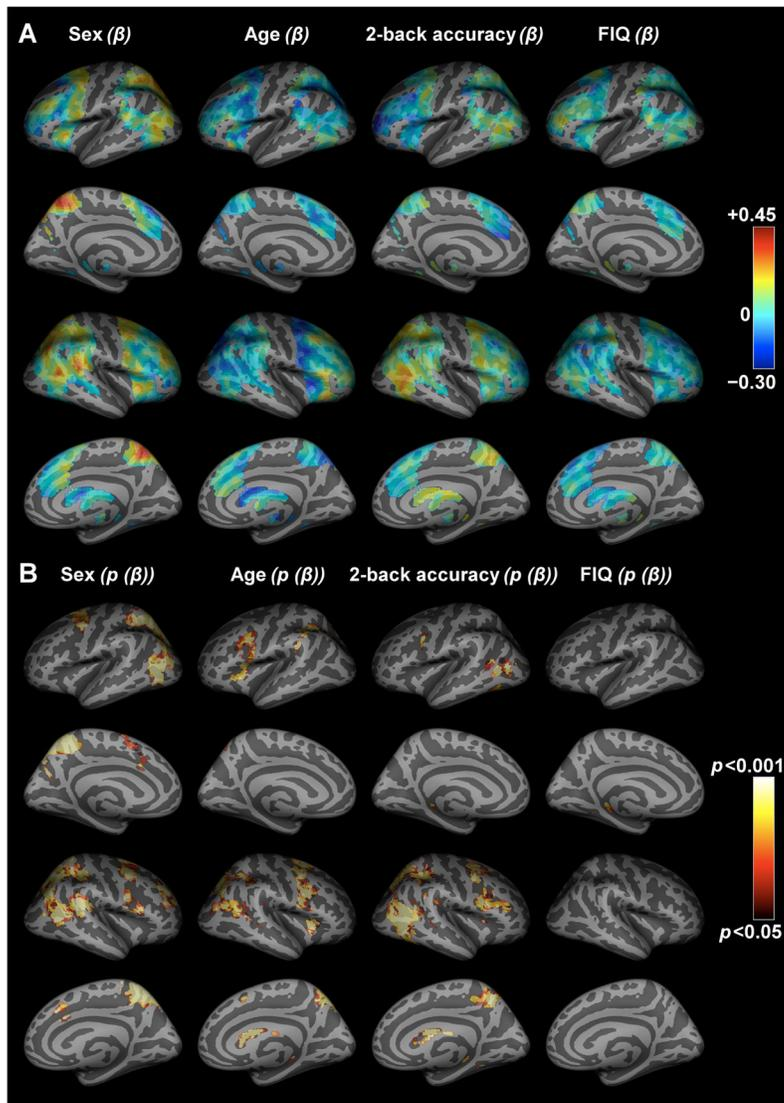 A
Sex (β) Age (β) 2-back accuracy (β) FIQ (β)
+0.45
0
−0.30
B
Sex (p (β)) Age (p (β)) 2-back accuracy (p (β)) FIQ (p (β))
p<0.001
p<0.05